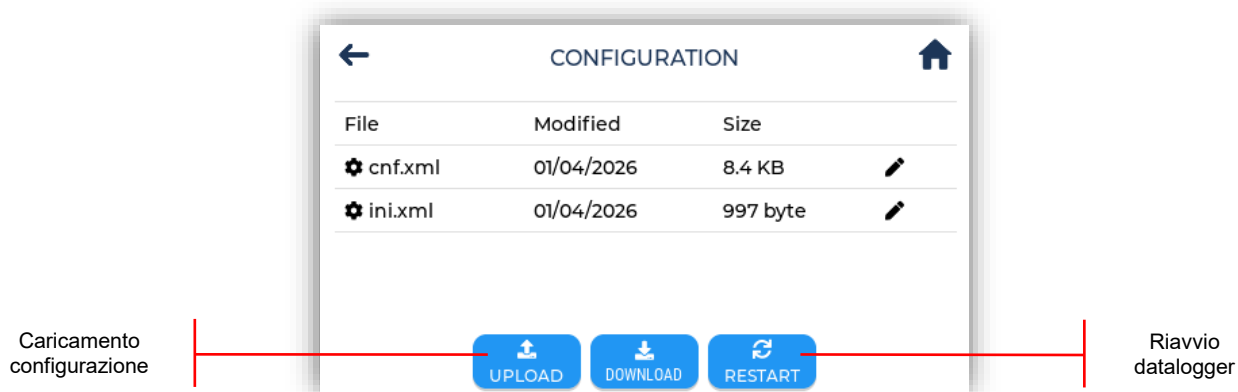 CONFIGURATION
File Modified Size
cnf.xml 01/04/2026 8.4 KB
ini.xml 01/04/2026 997 byte
Caricamento
configurazione
UPLOAD DOWNLOAD RESTART
Riavvio
datalogger